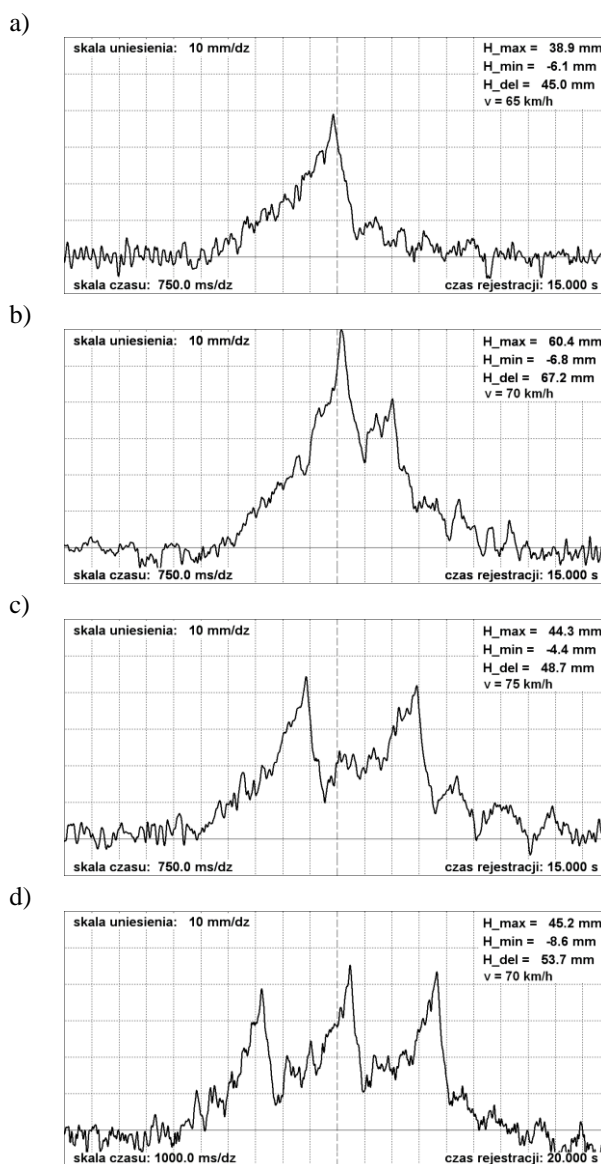 a)
skala uniesienia: 10 mm/dz
H_max = 38.9 mm
H_min = -6.1 mm
H_del = 45.0 mm
v = 65 km/h
skala czasu: 750.0 ms/dz
czas rejestracji: 15.000 s
b)
skala uniesienia: 10 mm/dz
H_max = 60.4 mm
H_min = -6.8 mm
H_del = 67.2 mm
v = 70 km/h
skala czasu: 750.0 ms/dz
czas rejestracji: 15.000 s
c)
skala uniesienia: 10 mm/dz
H_max = 44.3 mm
H_min = -4.4 mm
H_del = 48.7 mm
v = 75 km/h
skala czasu: 750.0 ms/dz
czas rejestracji: 15.000 s
d)
skala uniesienia: 10 mm/dz
H_max = 45.2 mm
H_min = -8.6 mm
H_del = 53.7 mm
v = 70 km/h
skala czasu: 1000.0 ms/dz
czas rejestracji: 20.000 s